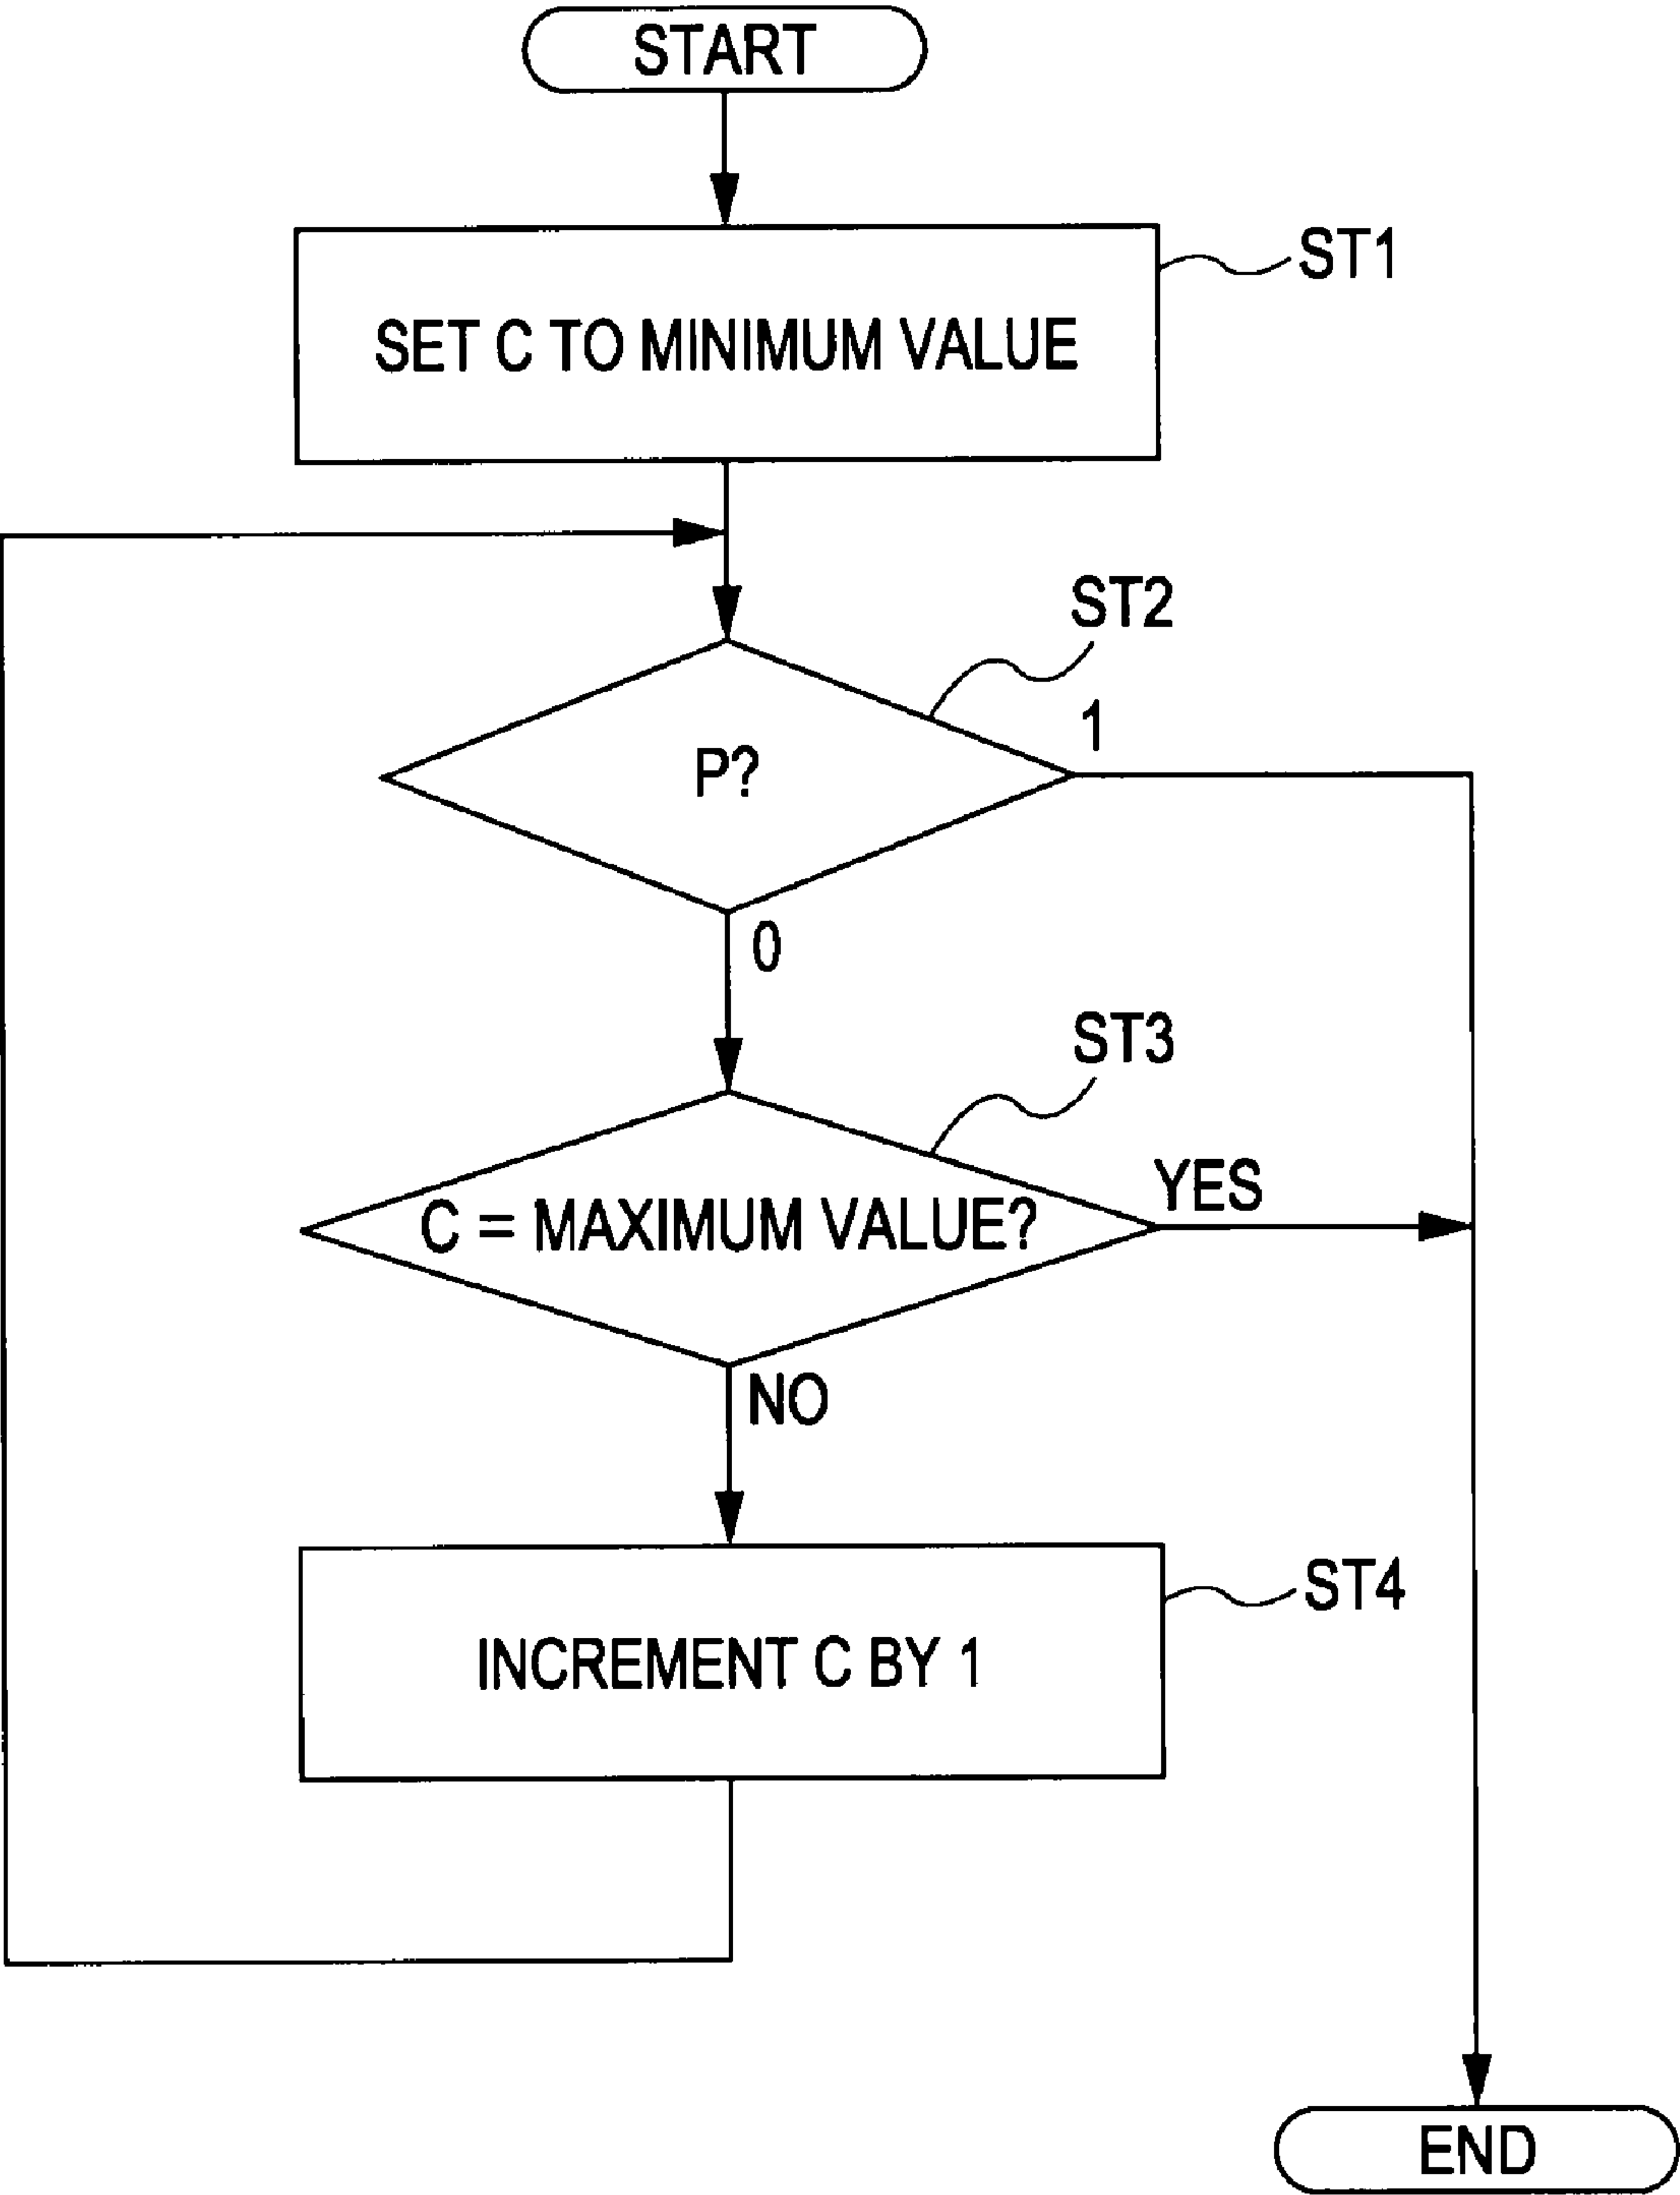 START
ST1
SET C TO MINIMUM VALUE
ST2
1
P?
0
ST3
YES
C = MAXIMUM VALUE?
NO
ST4
INCREMENT C BY 1
END